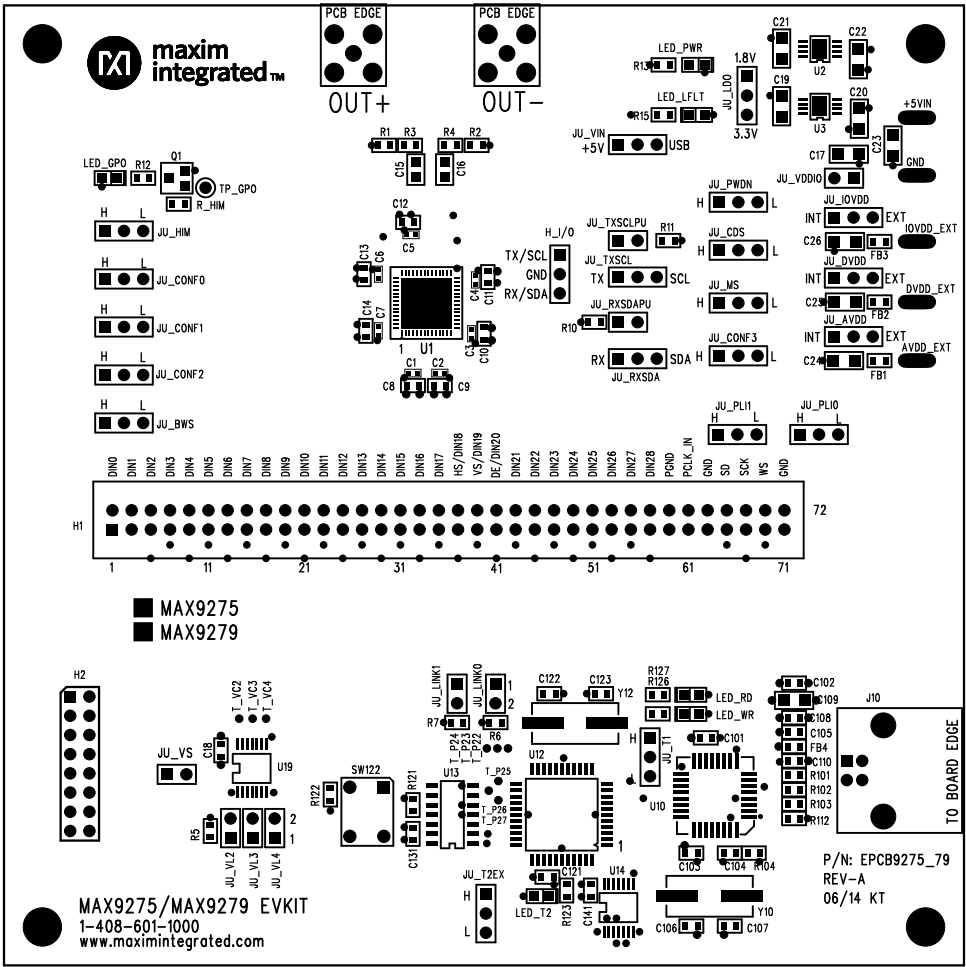 PCB EDGE
PCB EDGE
maxim
integrated™
OUT+
OUT-
C21
C22
LED_PWR
R13
1.8V
U2
JU_LDO
C19
C20
LED_LFLT
R15
3.3V
U3
+5VIN
R1 R3
R4 R2
JU_VIN
+5V
USB
C23
C17
GND
C15
C16
JU_VDDIO
LED_GPO
R12
Q1
TP_GPO
R_HIM
JU_PWDN
H L
JU_IOVDD
INT EXT
H L
JU_HIM
C12
C5
JU_TXSCLPU
R11
H_I/O
JU_CDS
H L
C26
FB3
IOVDD_EXT
TX/SCL
GND
RX/SDA
JU_TXSCL
TX SCL
JU_DVDD
INT EXT
H L
JU_CONF0
C13
C6
C4
C11
JU_MS
H L
C25
FB2
DVDD_EXT
JU_RXSDAPU
R10
H L
JU_CONF1
C14
C7
C3
C10
1 U1
JU_AVDD
INT EXT
JU_CONF3
H L
RX SDA
JU_RXSDA
C24
FB1
AVDD_EXT
H L
JU_CONF2
C1 C2
C8 C9
H L
JU_BWS
JU_PLI1
H L
JU_PLI0
H L
DIN0
DIN1
DIN2
DIN3
DIN4
DIN5
DIN6
DIN7
DIN8
DIN9
DIN10
DIN11
DIN12
DIN13
DIN14
DIN15
DIN16
DIN17
HS/DIN18
VS/DIN19
DE/DIN20
DIN21
DIN22
DIN23
DIN24
DIN25
DIN26
DIN27
DIN28
PGND
PCLK_IN
GND
SD
SCK
WS
GND
H1
72
1 11 21 31 41 51 61 71
MAX9275
MAX9279
H2
T_VC2
T_VC3
T_VC4
JU_LINK1
JU_LINK0
1
2
R7
R6
C122
C123
Y12
R127
R126
LED_RD
LED_WR
C102
C109
C108
C105
FB4
C110
R101
R102
R103
R112
J10
TO BOARD EDGE
JU_VS
C18
U19
T_P24
T_P23
T_P22
U12
H
L
JU_T1
C101
SW122
R122
R121
U13
T_P25
T_P26
T_P27
U10
R5
2
1
C131
1
JU_VL2
JU_VL3
JU_VL4
JU_T2EX
H
L
C121
U14
LED_T2
R123
C141
C103 C104 R104
P/N: EPCB9275_79
REV-A
06/14 KT
C106
C107
Y10
MAX9275/MAX9279 EVKIT
1-408-601-1000
www.maximintegrated.com